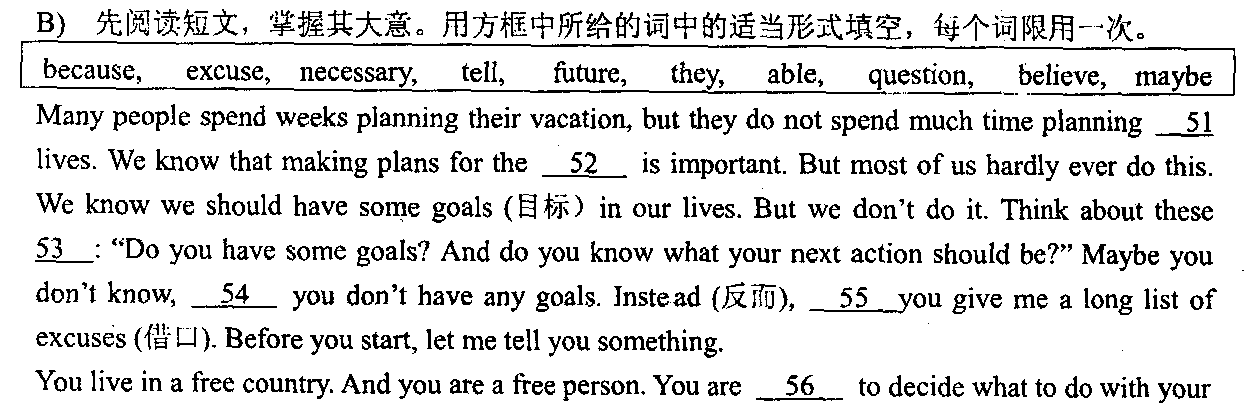 B) 先阅读短文，掌握其大意。用方框中所给的词中的适当形式填空，每个词限用一次。
because, excuse, necessary, tell, future, they, able, question, believe, maybe
Many people spend weeks planning their vacation, but they do not spend much time planning __51
lives. We know that making plans for the __52__ is important. But most of us hardly ever do this.
We know we should have some goals (目标) in our lives. But we don't do it. Think about these
53__: “Do you have some goals? And do you know what your next action should be?” Maybe you
don't know, __54__ you don't have any goals. Instead (反而), __55__you give me a long list of
excuses (借口). Before you start, let me tell you something.
You live in a free country. And you are a free person. You are __56__ to decide what to do with your